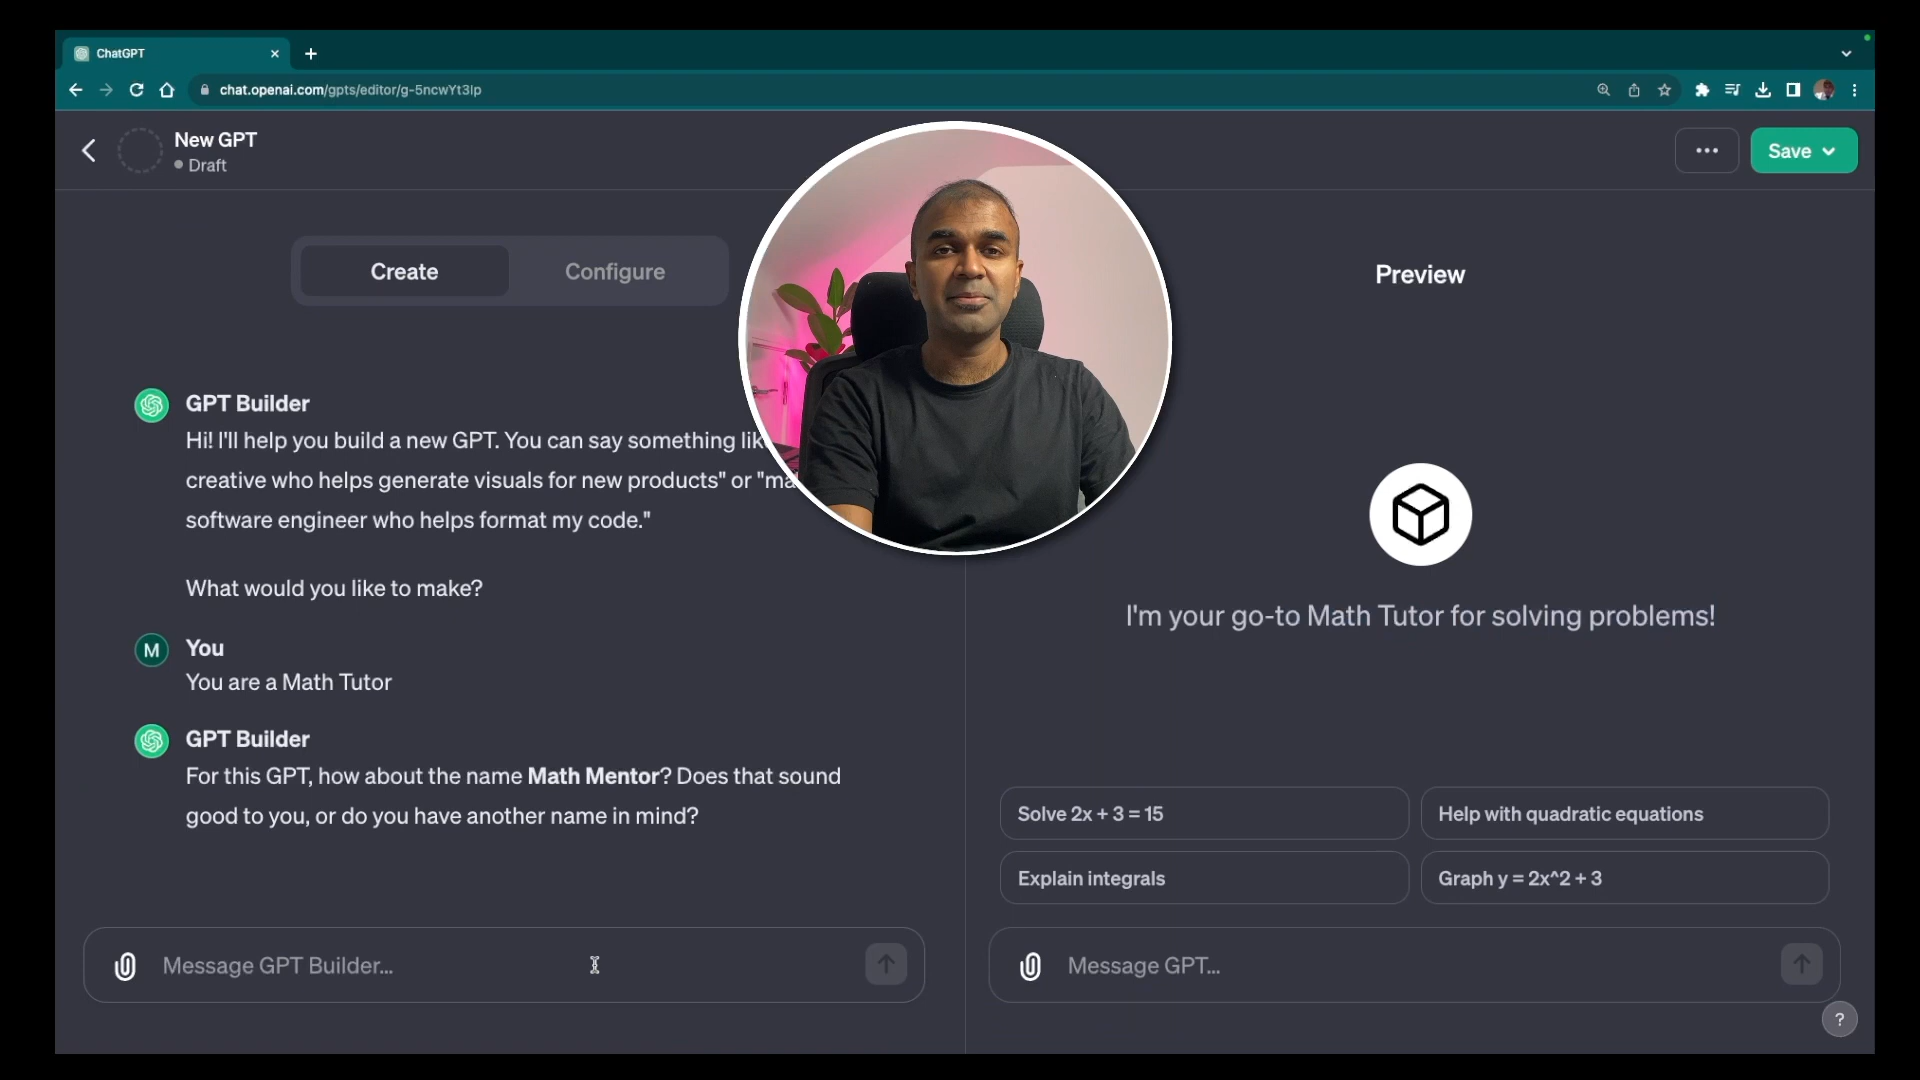 ChatGPT
chat.openai.com/gpts/editor/g-5ncwYt3lp
New GPT
Draft
Save
Create
Configure
Preview
GPT Builder
Hi! I'll help you build a new GPT. You can say something
creative who helps generate visuals for new products" or
software engineer who helps format my code."
What would you like to make?
M
You
You are a Math Tutor
GPT Builder
For this GPT, how about the name Math Mentor? Does that sound
good to you, or do you have another name in mind?
Message GPT Builder...
I'm your go-to Math Tutor for solving problems!
Solve 2x + 3 = 15
Help with quadratic equations
Explain integrals
Graph y = 2x^2 + 3
Message GPT...
?